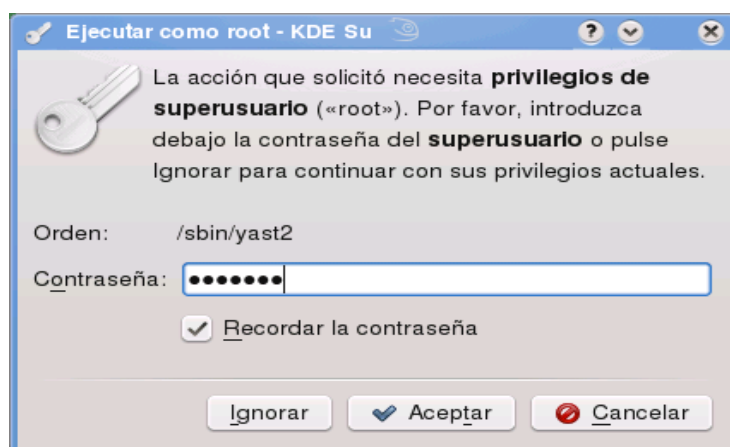 Ejecutar como root - KDE Su
La acción que solicitó necesita privilegios de
superusuario («root»). Por favor, introduzca
debajo la contraseña del superusuario o pulse
Ignorar para continuar con sus privilegios actuales.
Orden: /sbin/yast2
Contraseña: •••••••
Recordar la contraseña
Ignorar Aceptar Cancelar